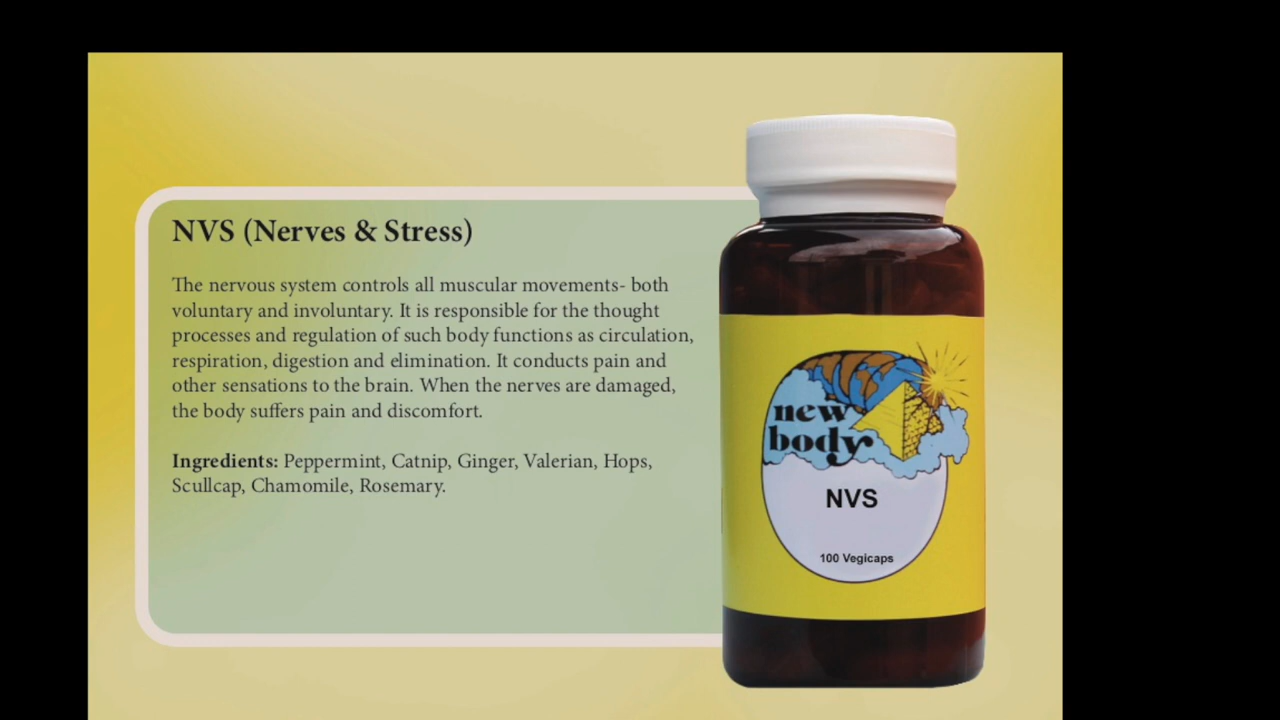 NVS (Nerves & Stress)
The nervous system controls all muscular movements- both
voluntary and involuntary. It is responsible for the thought
processes and regulation of such body functions as circulation,
respiration, digestion and elimination. It conducts pain and
other sensations to the brain. When the nerves are damaged,
the body suffers pain and discomfort.
Ingredients: Peppermint, Catnip, Ginger, Valerian, Hops,
Scullcap, Chamomile, Rosemary.
new
body
NVS
100 Vegicaps